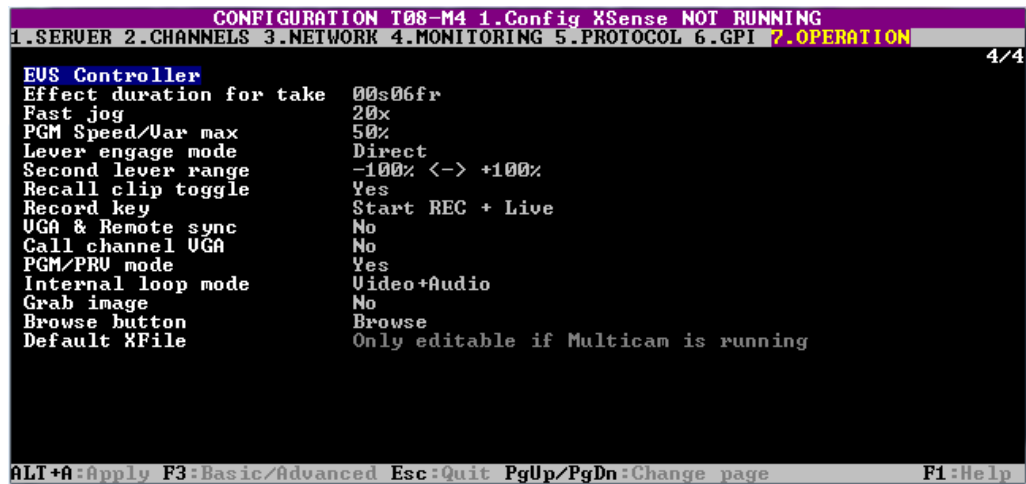 CONFIGURATION T08-M4 1.Config XSense NOT RUNNING
1.SERVER 2.CHANNELS 3.NETWORK 4.MONITORING 5.PROTOCOL 6.GPI 7.OPERATION
4/4
EVS Controller
Effect duration for take 00s06fr
Fast jog 20x
PGM Speed/Var max 50%
Lever engage mode Direct
Second lever range -100% <-> +100%
Recall clip toggle Yes
Record key Start REC + Live
VGA & Remote sync No
Call channel VGA No
PGM/PRV mode Yes
Internal loop mode Video+Audio
Grab image No
Browse button Browse
Default XFile Only editable if Multicam is running
ALT+A:Apply F3:Basic/Advanced Esc:Quit PgUp/PgDn:Change page F1:Help